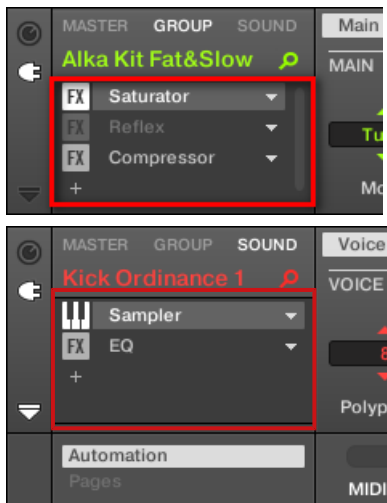 MASTER GROUP SOUND Main
Alka Kit Fat&Slow
MAIN
FX Saturator
FX Reflex
Tu
FX Compressor
+
Mo
MASTER GROUP SOUND Voice
Kick Ordinance 1
VOICE
Sampler
FX EQ
8
+
Polyp
Automation
Pages
MIDI